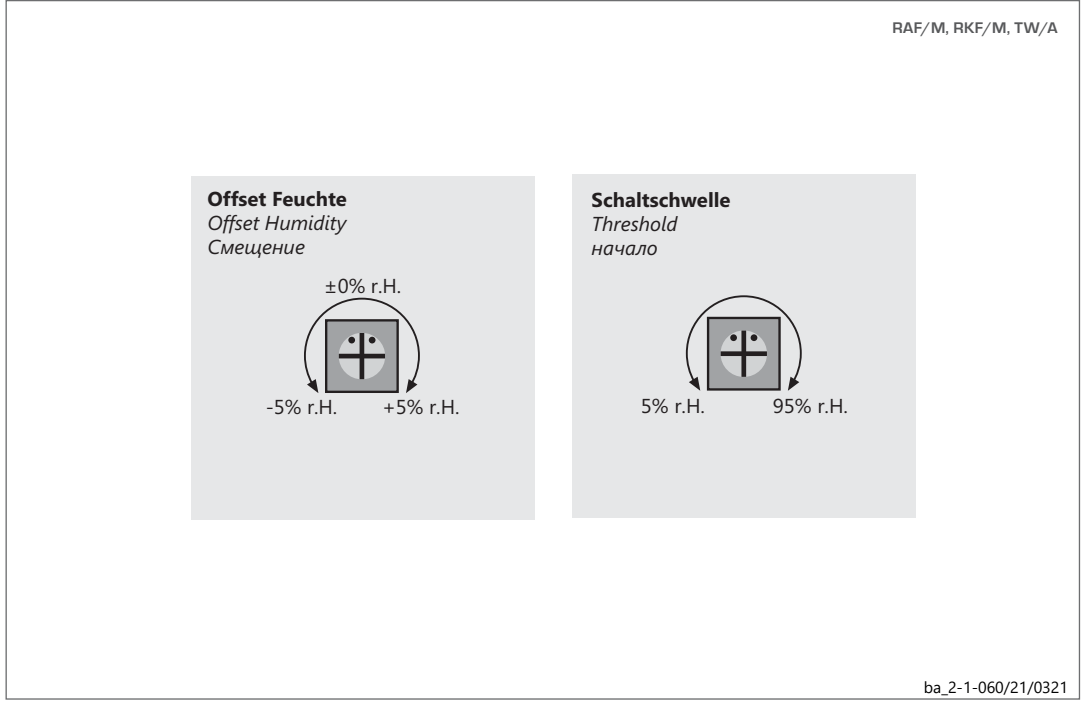 RAF/M, RKF/M, TW/A
Offset Feuchte
Offset Humidity
Смещение
±0% r.H.
-5% r.H.
+5% r.H.
Schaltschwelle
Threshold
начало
5% r.H.
95% r.H.
ba_2-1-060/21/0321